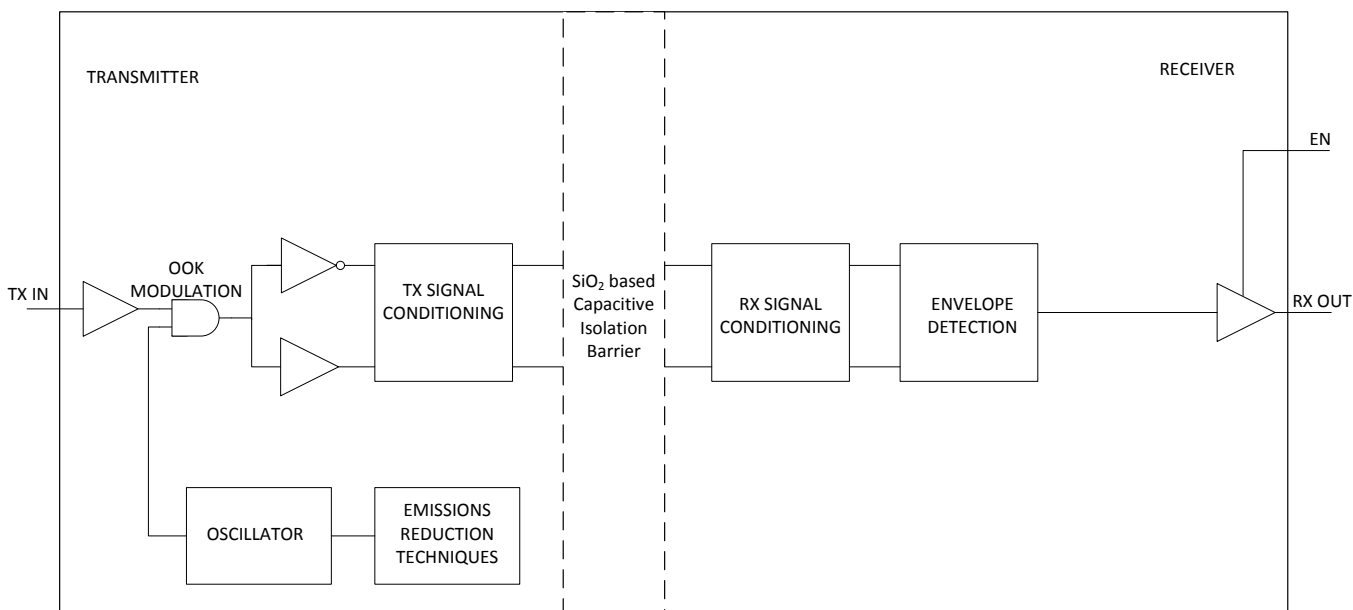 TRANSMITTER
RECEIVER
EN
OOK
MODULATION
TX IN
TX SIGNAL
CONDITIONING
SiO₂ based
Capacitive
Isolation
Barrier
RX SIGNAL
CONDITIONING
ENVELOPE
DETECTION
RX OUT
OSCILLATOR
EMISSIONS
REDUCTION
TECHNIQUES